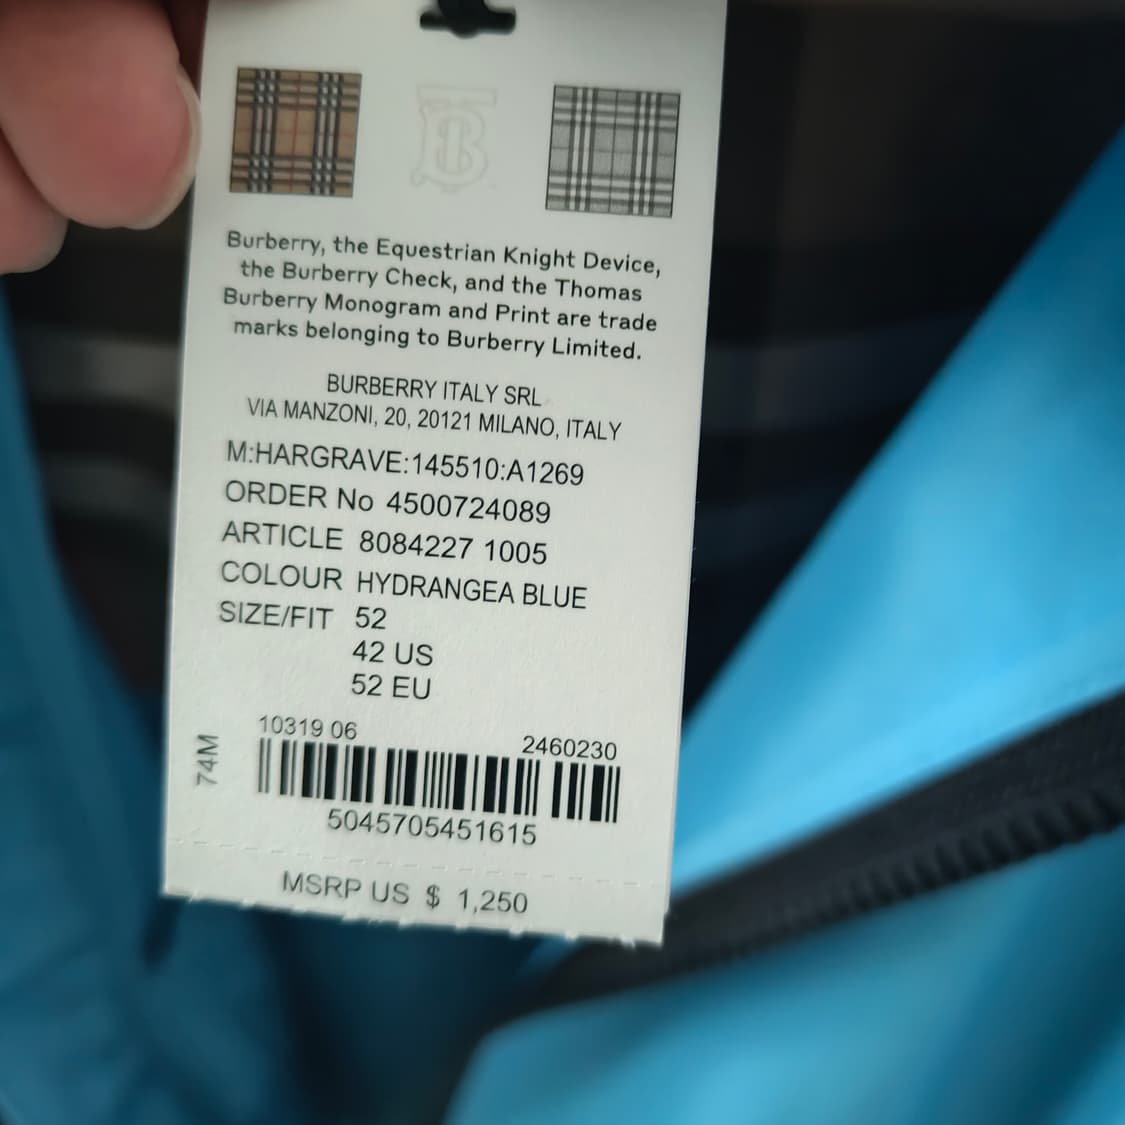 Burberry, the Equestrian Knight Device,
the Burberry Check, and the Thomas
Burberry Monogram and Print are trade
marks belonging to Burberry Limited.
BURBERRY ITALY SRL
VIA MANZONI, 20, 20121 MILANO, ITALY
M:HARGRAVE:145510:A1269
ORDER No 4500724089
ARTICLE 8084227 1005
COLOUR HYDRANGEA BLUE
SIZE/FIT 52
42 US
52 EU
10319 06 2460230
74M
5045705451615
MSRP US $ 1,250